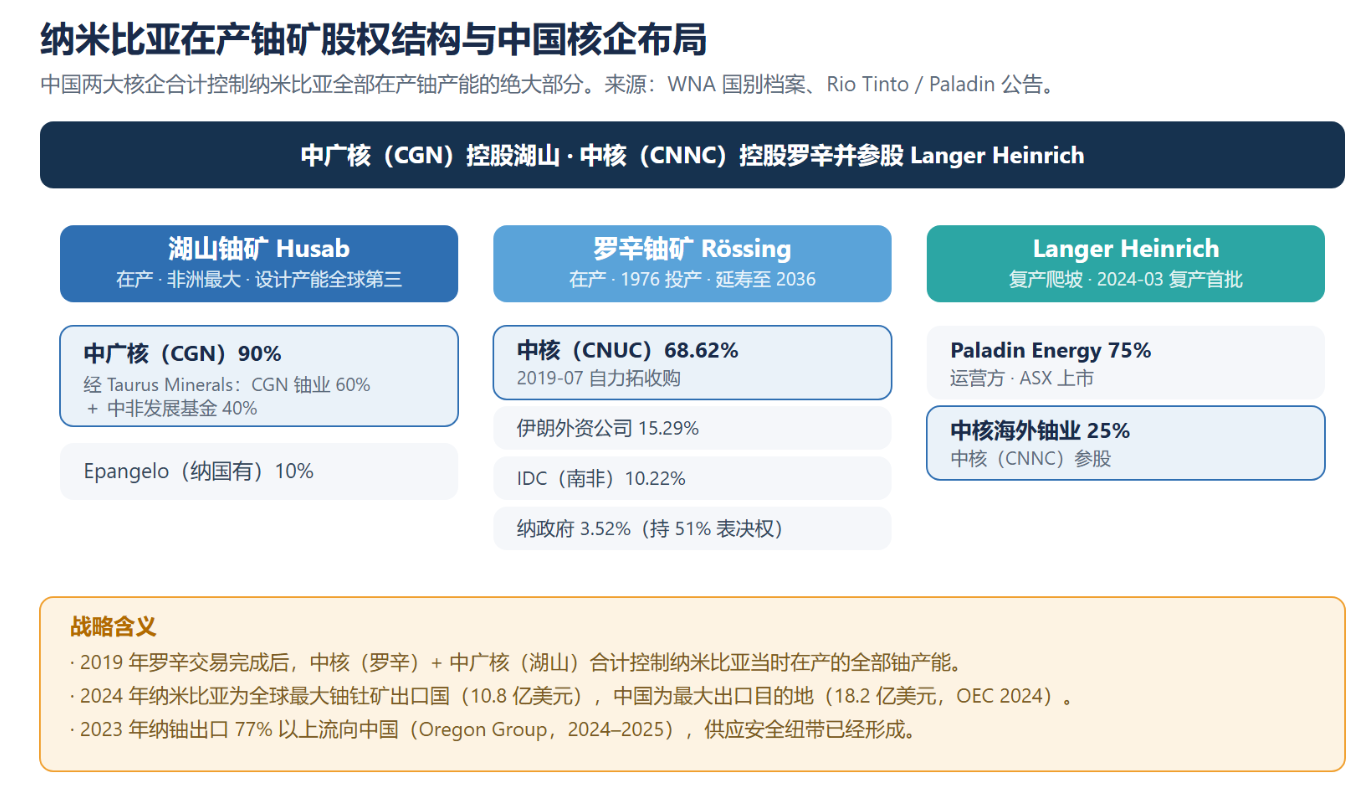 纳米比亚在产铀矿股权结构与中国核企布局
中国两大核企合计控制纳米比亚全部在产铀产能的绝大部分。来源：WNA 国别档案、Rio Tinto / Paladin 公告。
中广核（CGN）控股湖山 · 中核（CNNC）控股罗辛并参股 Langer Heinrich
湖山铀矿 Husab
在产 · 非洲最大 · 设计产能全球第三
中广核（CGN）90%
经 Taurus Minerals：CGN 铀业 60%
+ 中非发展基金 40%
Epangelo（纳国有）10%
罗辛铀矿 Rössing
在产 · 1976 投产 · 延寿至 2036
中核（CNUC）68.62%
2019-07 自力拓收购
伊朗外资公司 15.29%
IDC（南非）10.22%
纳政府 3.52%（持 51% 表决权）
Langer Heinrich
复产爬坡 · 2024-03 复产首批
Paladin Energy 75%
运营方 · ASX 上市
中核海外铀业 25%
中核（CNNC）参股
战略含义
· 2019 年罗辛交易完成后，中核（罗辛）+ 中广核（湖山）合计控制纳米比亚当时在产的全部铀产能。
· 2024 年纳米比亚为全球最大铀钍矿出口国（10.8 亿美元），中国为最大出口目的地（18.2 亿美元，OEC 2024）。
· 2023 年纳铀出口 77% 以上流向中国（Oregon Group，2024–2025），供应安全纽带已经形成。